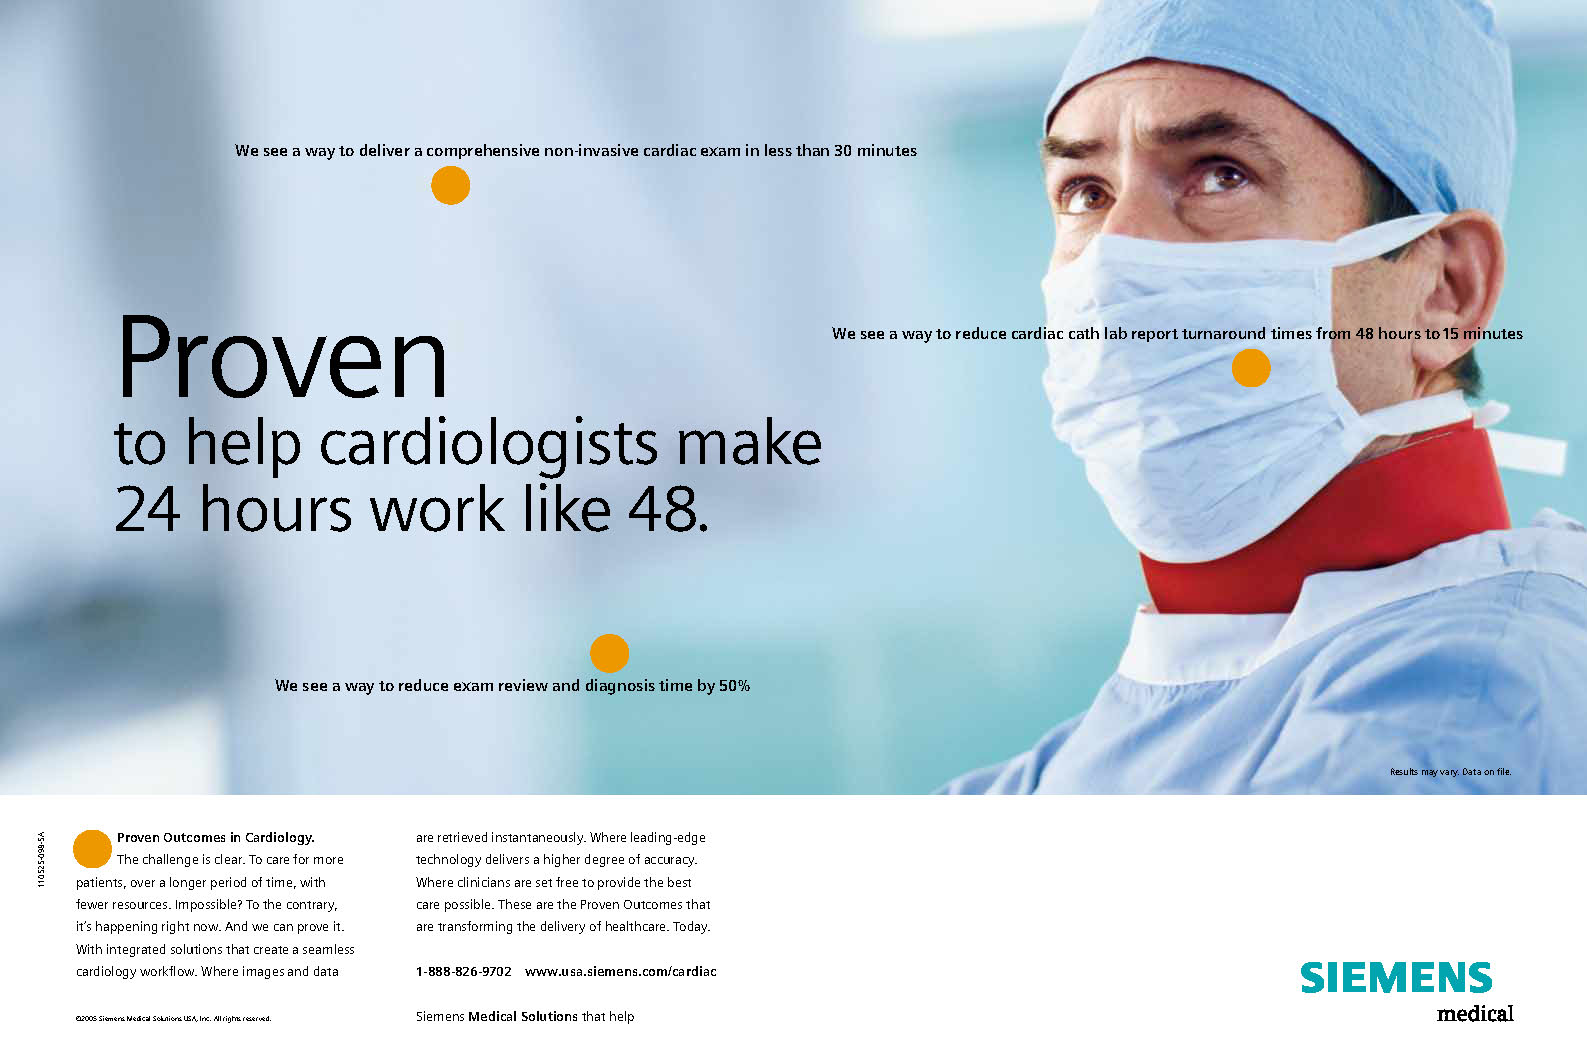 We see a way to deliver a comprehensive non-invasive cardiac exam in less than 30 minutes
We see a way to reduce cardiac cath lab report turnaround times from 48 hours to 15 minutes
Proven
to help cardiologists make
24 hours work like 48.
We see a way to reduce exam review and diagnosis time by 50%
Results may vary. Data on file.
110525-098-SA
Proven Outcomes in Cardiology.
The challenge is clear. To care for more
patients, over a longer period of time, with
fewer resources. Impossible? To the contrary,
it's happening right now. And we can prove it.
With integrated solutions that create a seamless
cardiology workflow. Where images and data
©2005 Siemens Medical Solutions USA, Inc. All rights reserved.
are retrieved instantaneously. Where leading-edge
technology delivers a higher degree of accuracy.
Where clinicians are set free to provide the best
care possible. These are the Proven Outcomes that
are transforming the delivery of healthcare. Today.
1-888-826-9702 www.usa.siemens.com/cardiac
Siemens Medical Solutions that help
SIEMENS
medical